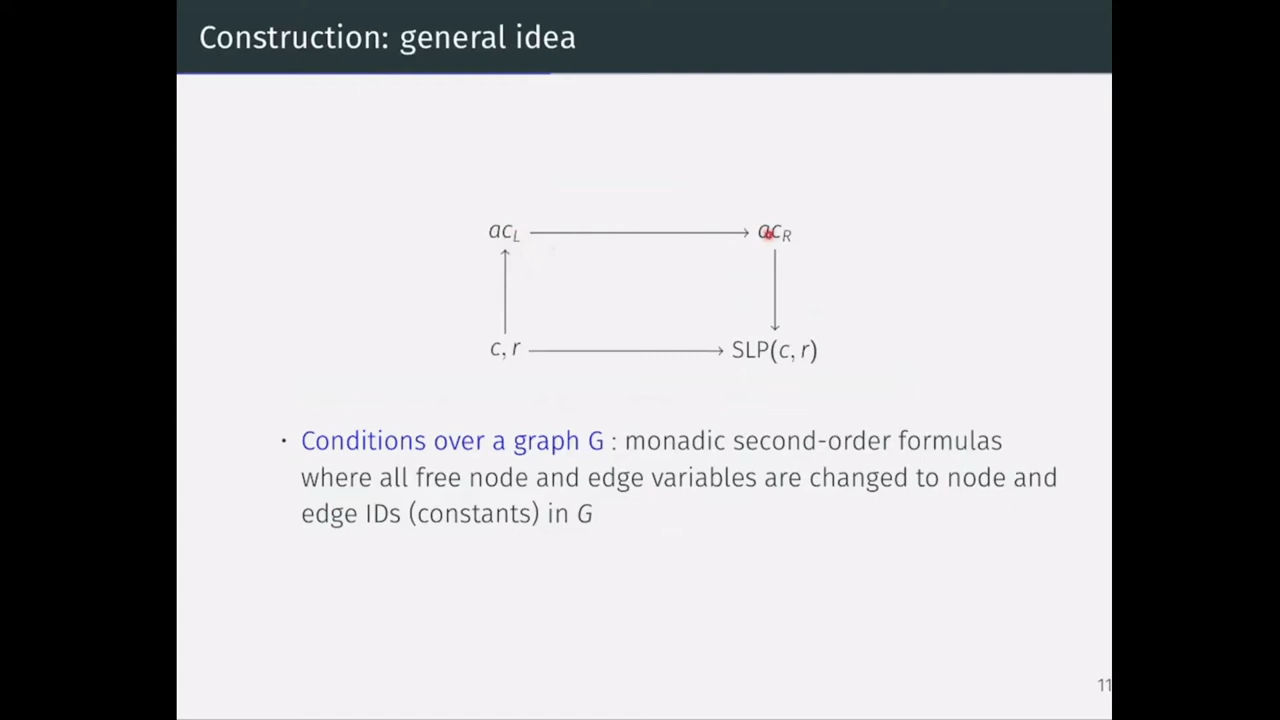 Construction: general idea
ac_L ac_R
c, r SLP(c, r)
· Conditions over a graph G : monadic second-order formulas
where all free node and edge variables are changed to node and
edge IDs (constants) in G
11